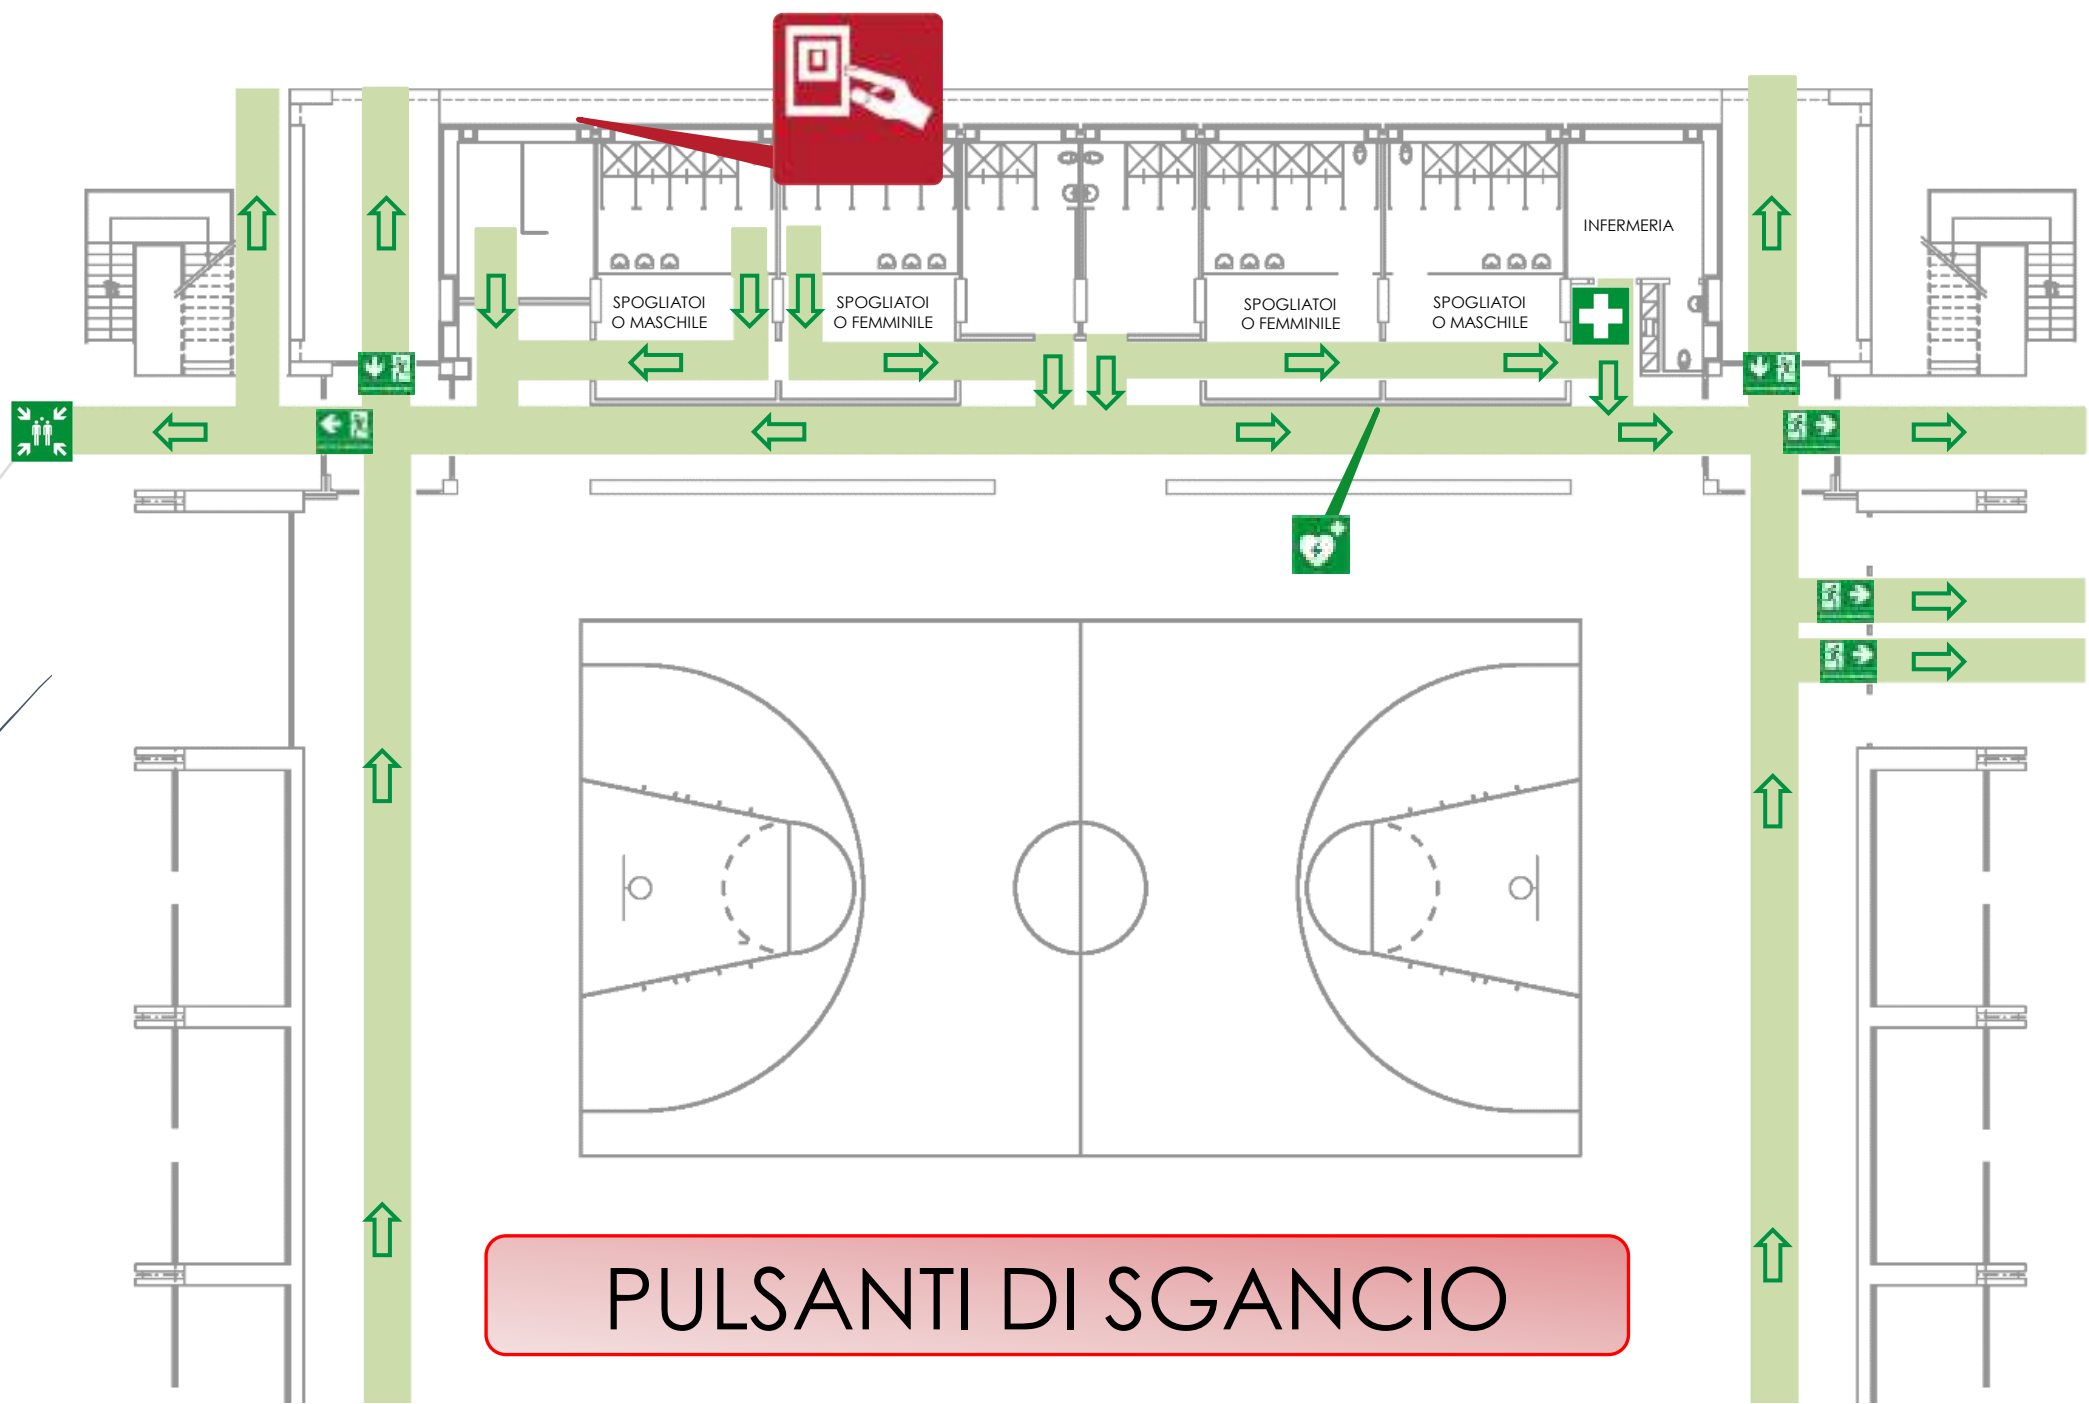 INFERMERIA
SPOGLIATOI
O MASCHILE
SPOGLIATOI
O FEMMINILE
SPOGLIATOI
O FEMMINILE
SPOGLIATOI
O MASCHILE
PULSANTI DI SGANCIO